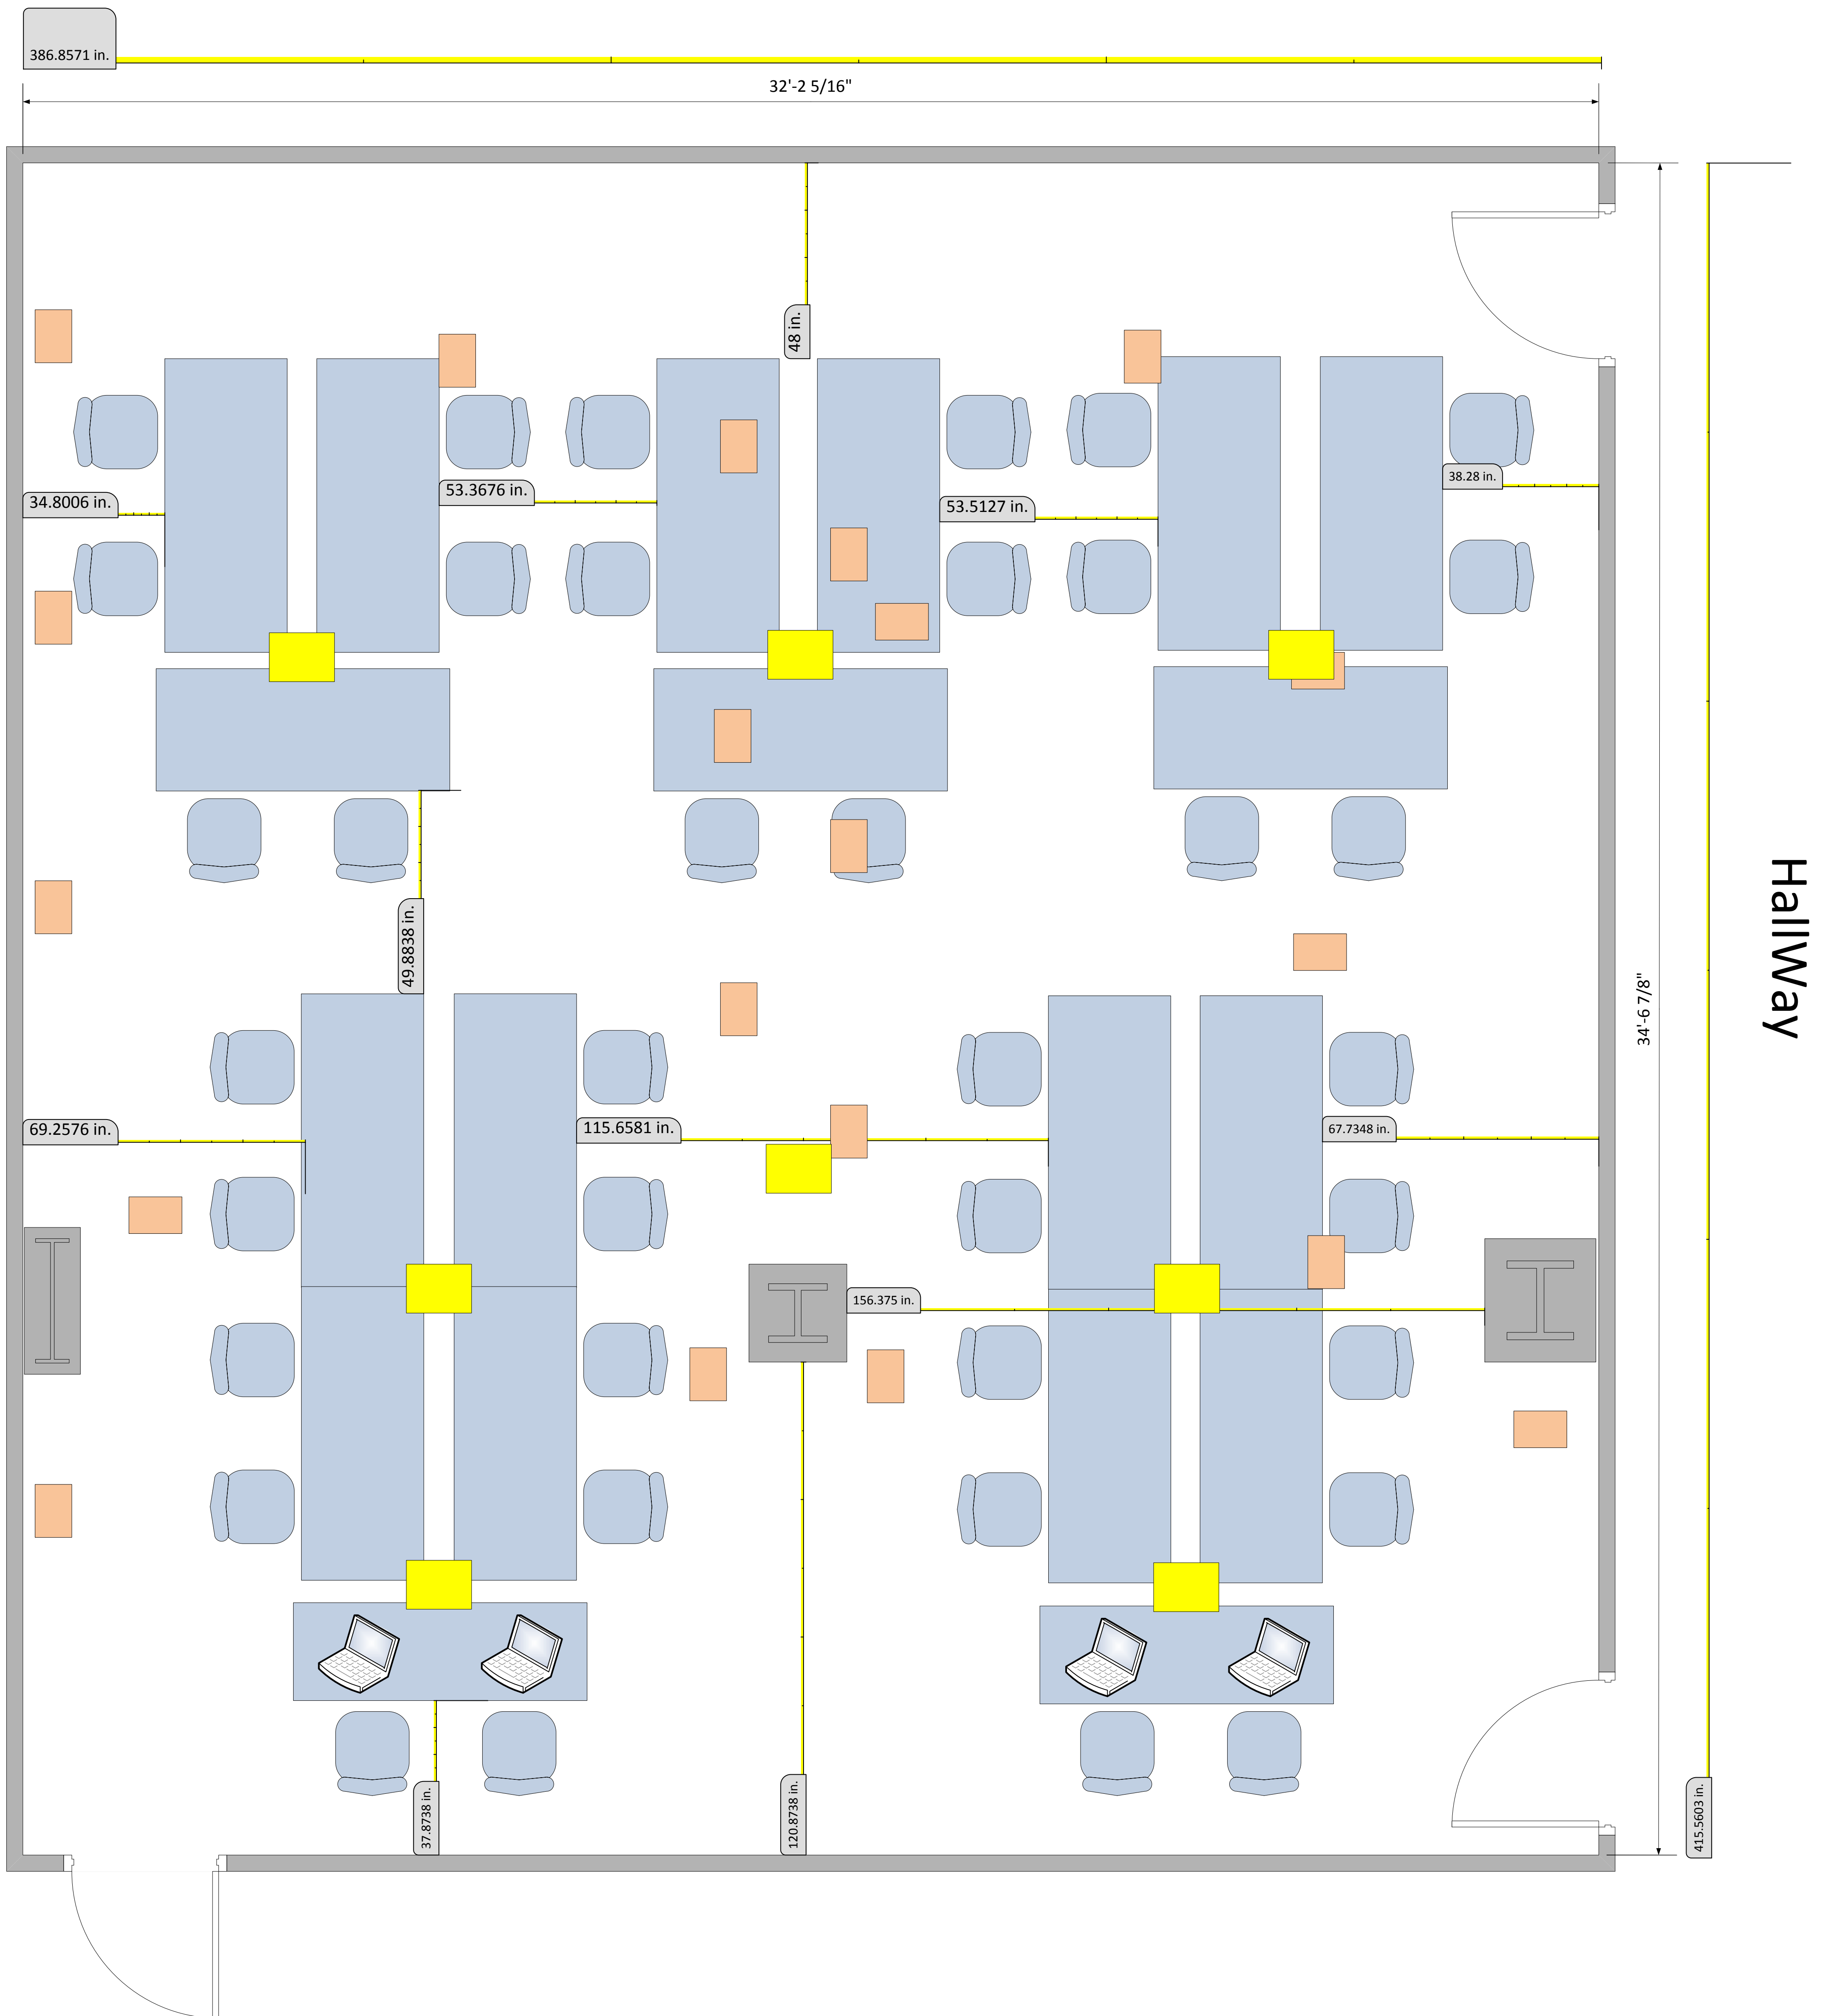 386.8571 in.
32'-2 5/16"
48 in.
38.28 in.
53.3676 in.
34.8006 in.
53.5127 in.
HallWay
49.8838 in.
34'-6 7/8"
69.2576 in.
115.6581 in.
67.7348 in.
156.375 in.
37.8738 in.
120.8738 in.
415.5603 in.